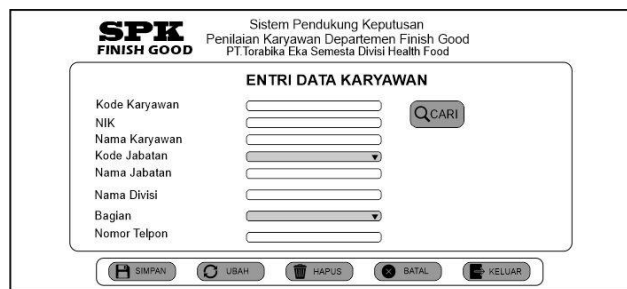 SPK
FINISH GOOD
Sistem Pendukung Keputusan
Penilaian Karyawan Departemen Finish Good
PT.Torabika Eka Semesta Divisi Health Food
ENTRI DATA KARYAWAN
Kode Karyawan
CARI
NIK
Nama Karyawan
Kode Jabatan
Nama Jabatan
Nama Divisi
Bagian
Nomor Telpon
SIMPAN UBAH HAPUS BATAL KELUAR